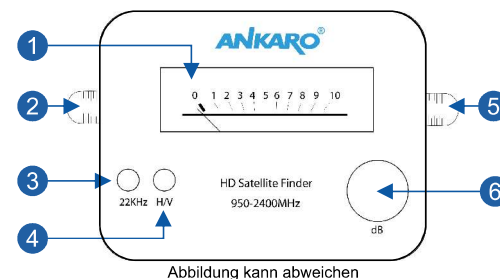 ANKARO®
1
0 1 2 3 4 5 6 7 8 9 10
2
5
3
22KHz H/V
HD Satellite Finder
950-2400MHz
6
dB
4
Abbildung kann abweichen